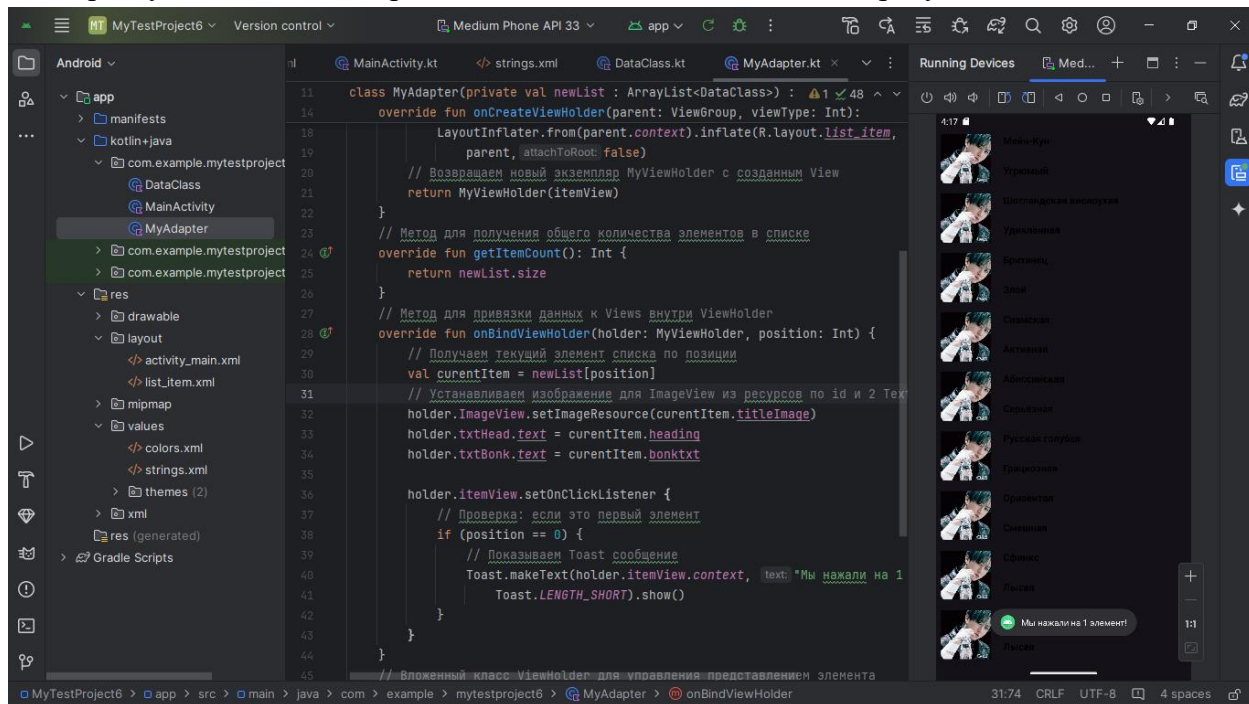 MT MyTestProject6 Version control Medium Phone API 33 app
Android
MainActivity.kt strings.xml DataClass.kt MyAdapter.kt
Running Devices Med...
app
manifests
kotlin+java
com.example.mytestproject
DataClass
MainActivity
MyAdapter
com.example.mytestproject
com.example.mytestproject
res
drawable
layout
activity_main.xml
list_item.xml
mipmap
values
colors.xml
strings.xml
themes (2)
xml
res (generated)
Gradle Scripts
11 class MyAdapter(private val newList : ArrayList<DataClass>) : 1 48
14 override fun onCreateViewHolder(parent: ViewGroup, viewType: Int):
18 LayoutInflater.from(parent.context).inflate(R.layout.list_item,
19 parent, attachToRoot: false)
20 // Возвращаем новый экземпляр MyViewHolder с созданным View
21 return MyViewHolder(itemView)
22 }
23 // Метод для получения общего количества элементов в списке
24 override fun getItemCount(): Int {
25 return newList.size
26 }
27 // Метод для привязки данных к Views внутри ViewHolder
28 override fun onBindViewHolder(holder: MyViewHolder, position: Int) {
29 // Получаем текущий элемент списка по позиции
30 val curentItem = newList[position]
31 // Устанавливаем изображение для ImageView из ресурсов по id и 2 Tex
32 holder.ImageView.setImageResource(curentItem.titleImage)
33 holder.txtHead.text = curentItem.heading
34 holder.txtBonk.text = curentItem.bonktxt
35
36 holder.itemView.setOnClickListener {
37 // Проверка: если это первый элемент
38 if (position == 0) {
39 // Показываем Toast сообщение
40 Toast.makeText(holder.itemView.context, text: "Мы нажали на 1
41 Toast.LENGTH_SHORT).show()
42 }
43 }
44 }
45 // Вложенный класс ViewHolder для управления представлением элемента
4:17
Мейн-Кун
Угрюмый
Шотландская вислоухая
Удивлённая
Британец
Злой
Сиамская
Активная
Абиссинская
Серьезная
Русская голубая
Грациозная
Ориентал
Смешная
Сфинкс
Лысая
Мы нажали на 1 элемент!
Лысая
1:1
MyTestProject6 > app > src > main > java > com > example > mytestproject6 > MyAdapter > onBindViewHolder 31:74 CRLF UTF-8 4 spaces